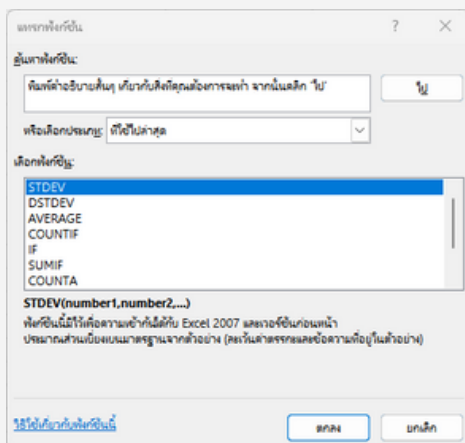 แทรกฟังก์ชัน
ค้นหาฟังก์ชัน:
พิมพ์คำอธิบายสั้นๆ เกี่ยวกับสิ่งที่คุณต้องการจะทำ จากนั้นคลิก 'ไป'
ไป
หรือเลือกประเภท: ที่ใช้ไปล่าสุด
เลือกฟังก์ชัน:
STDEV
DSTDEV
AVERAGE
COUNTIF
IF
SUMIF
COUNTA
STDEV(number1,number2,...)
ฟังก์ชันนี้มีไว้เพื่อความเข้ากันได้กับ Excel 2007 และเวอร์ชันก่อนหน้า
ประมาณส่วนเบี่ยงเบนมาตรฐานจากตัวอย่าง (ละเว้นค่าตรรกะและข้อความที่อยู่ในตัวอย่าง)
วิธีใช้เกี่ยวกับฟังก์ชันนี้
ตกลง
ยกเลิก